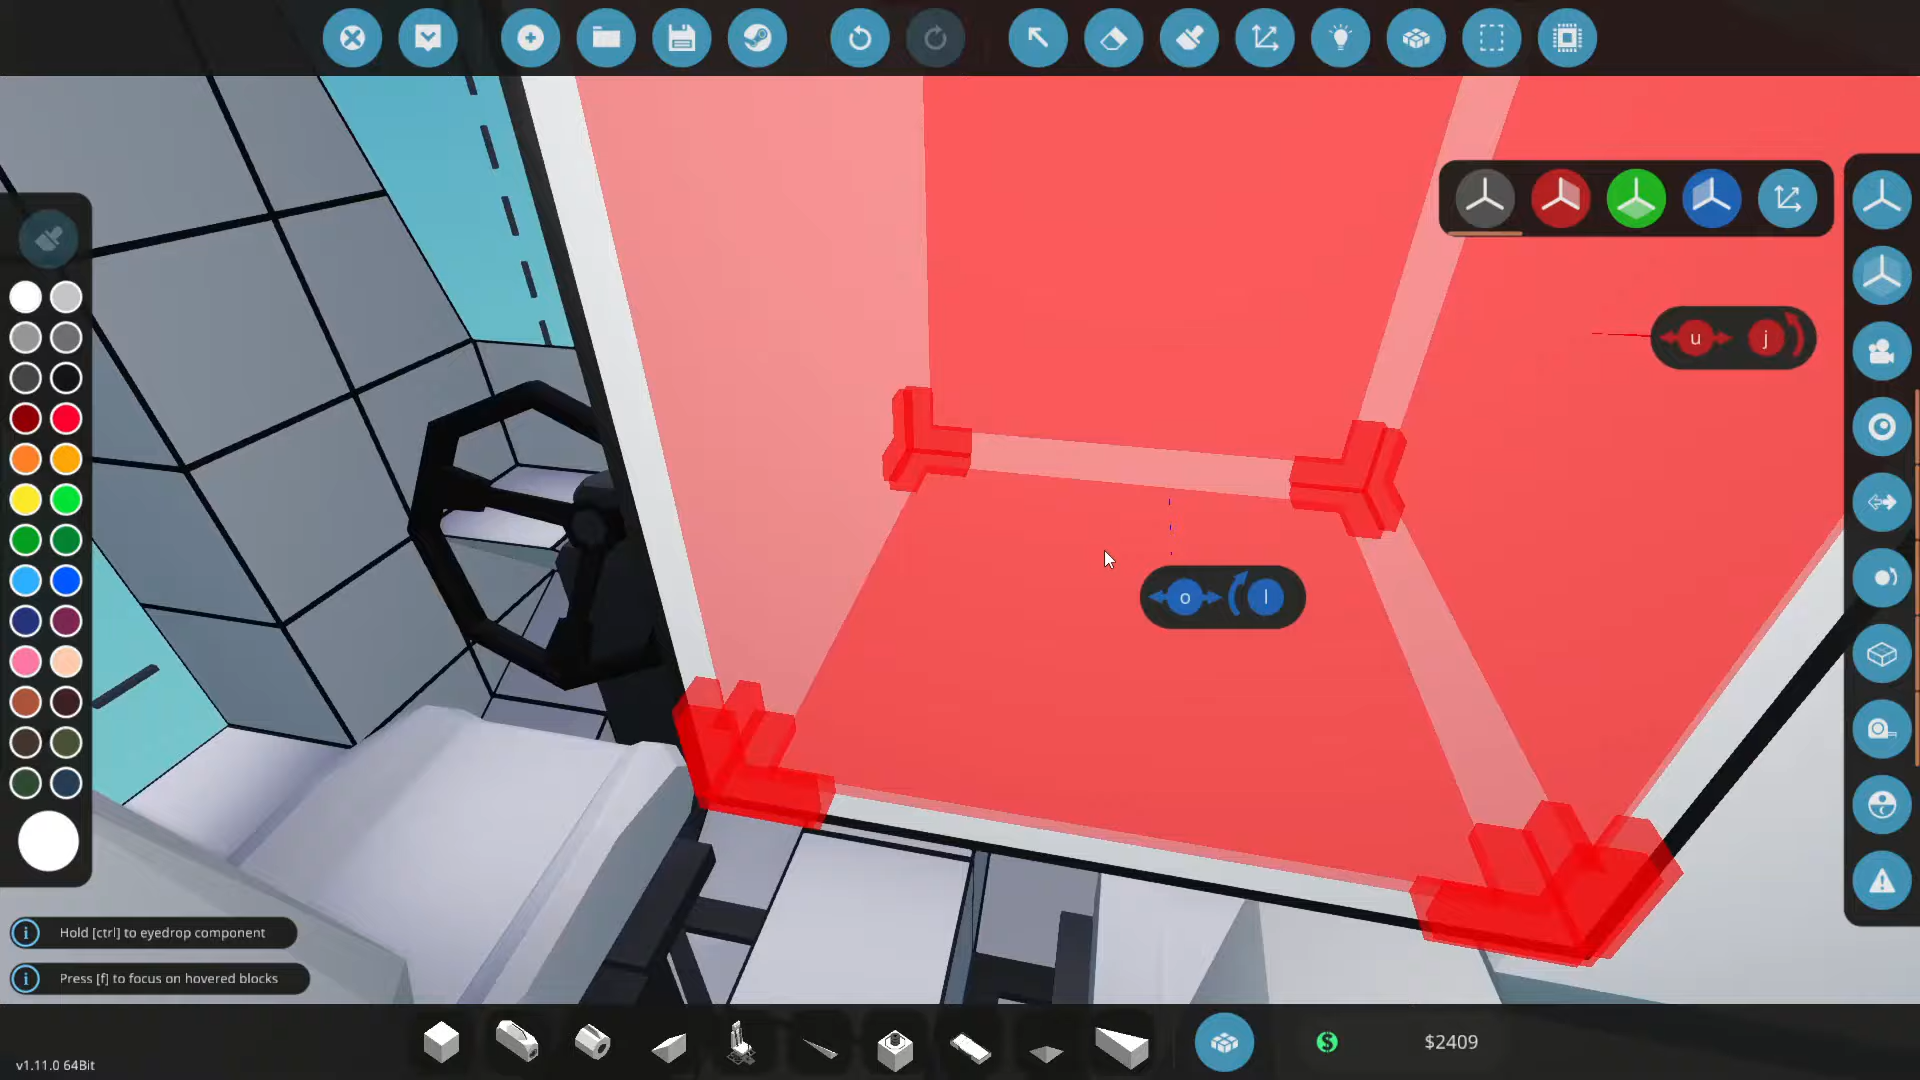 u
j
o
l
Hold [ctrl] to eyedrop component
Press [f] to focus on hovered blocks
$2409
v1.11.0 64Bit